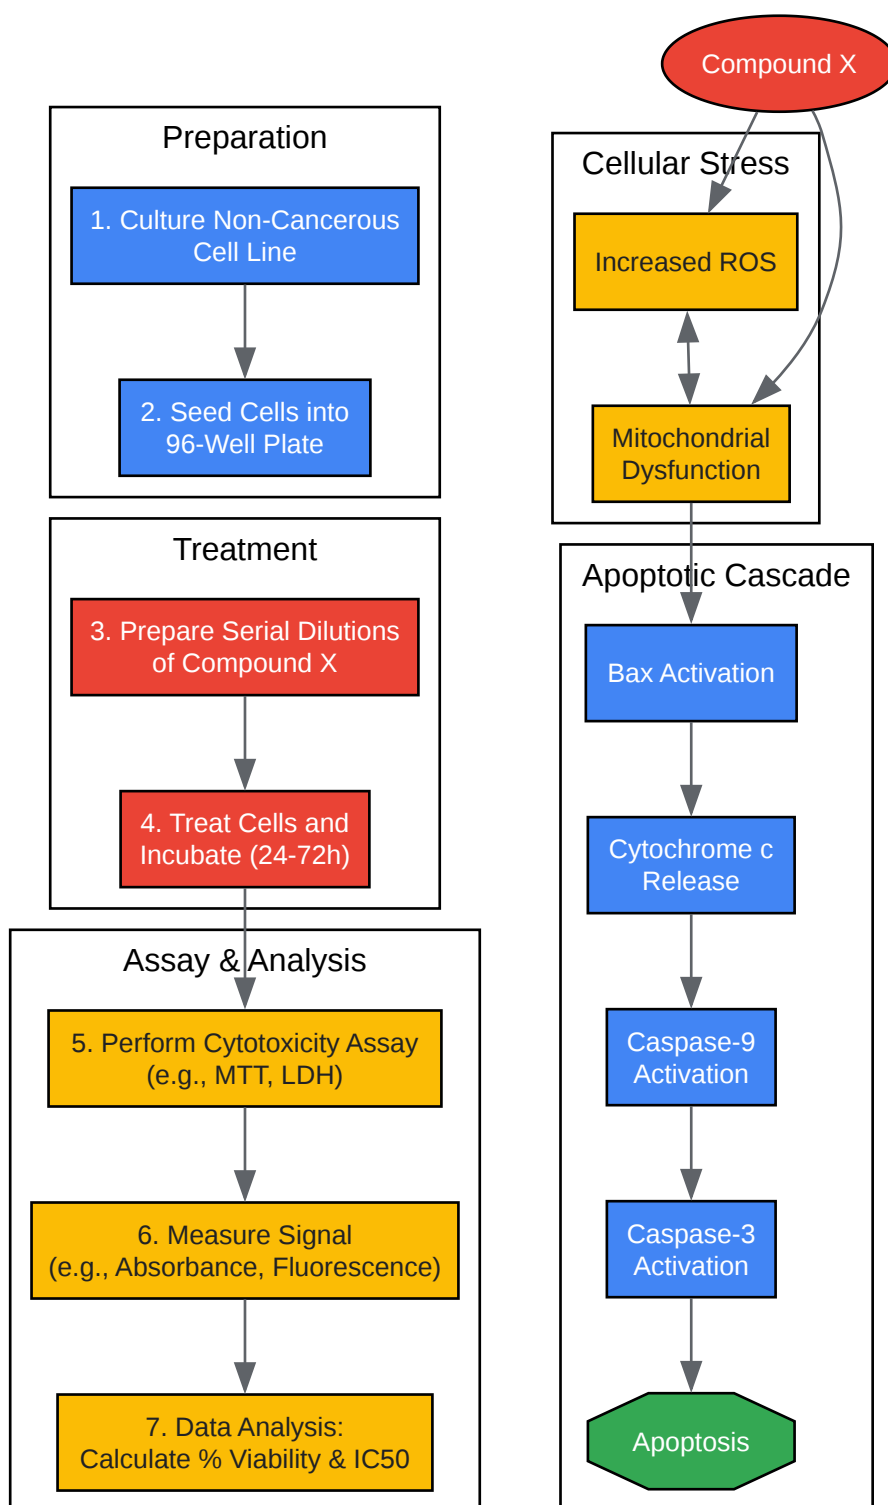 Preparation
1. Culture Non-Cancerous
Cell Line
2. Seed Cells into
96-Well Plate
Treatment
3. Prepare Serial Dilutions
of Compound X
4. Treat Cells and
Incubate (24-72h)
Assay & Analysis
5. Perform Cytotoxicity Assay
(e.g., MTT, LDH)
6. Measure Signal
(e.g., Absorbance, Fluorescence)
7. Data Analysis:
Calculate % Viability & IC50
Compound X
Cellular Stress
Increased ROS
Mitochondrial
Dysfunction
Apoptotic Cascade
Bax Activation
Cytochrome c
Release
Caspase-9
Activation
Caspase-3
Activation
Apoptosis